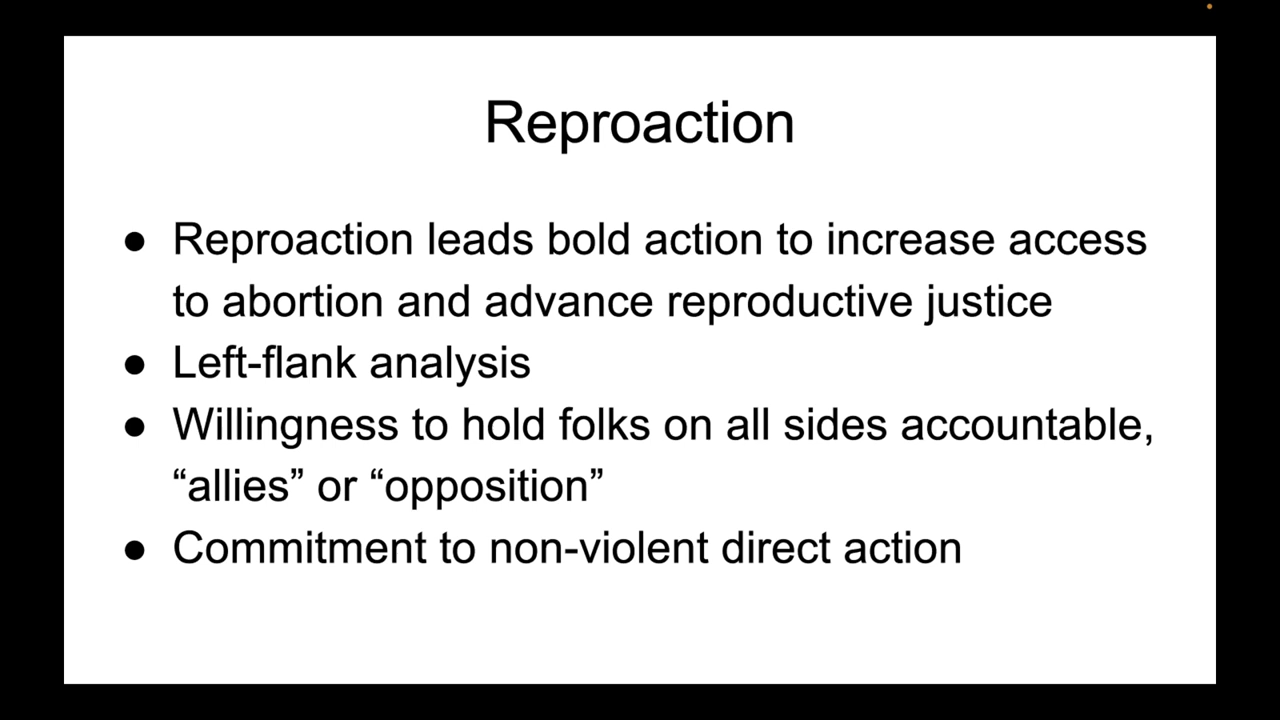 Reproaction
● Reproaction leads bold action to increase access
to abortion and advance reproductive justice
● Left-flank analysis
● Willingness to hold folks on all sides accountable,
“allies” or “opposition”
● Commitment to non-violent direct action